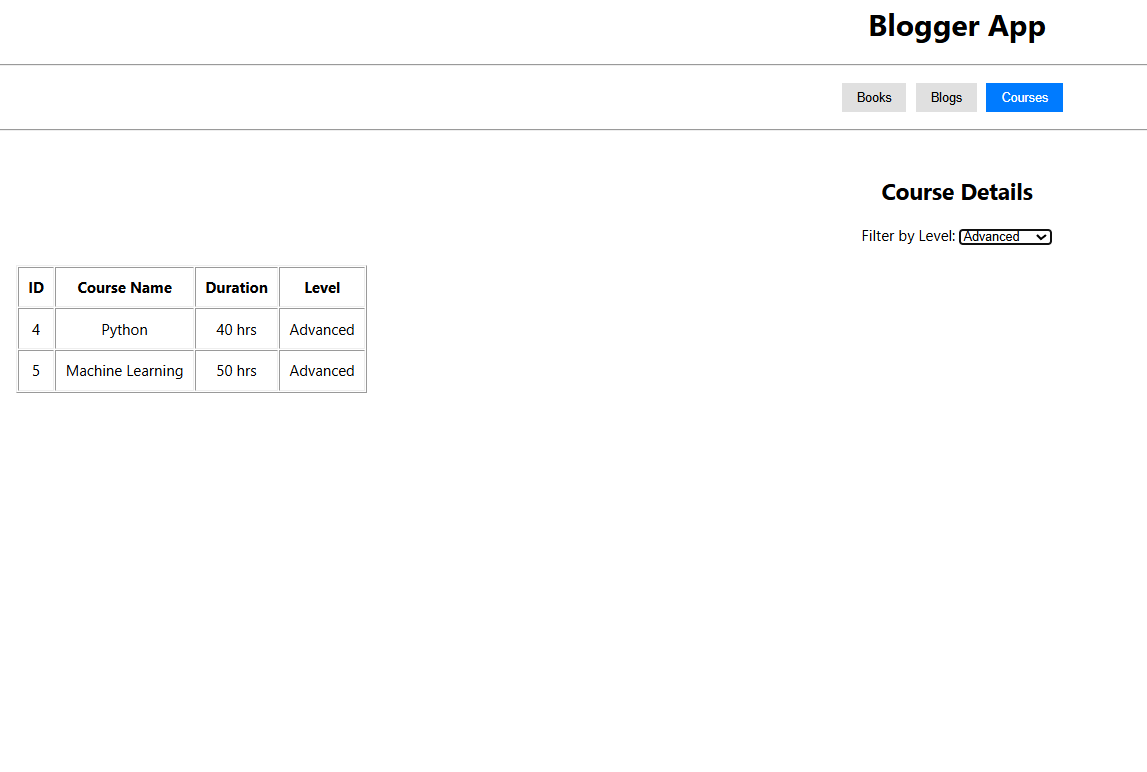 Blogger App
Books Blogs Courses
Course Details
Filter by Level: Advanced
ID Course Name Duration Level
4 Python 40 hrs Advanced
5 Machine Learning 50 hrs Advanced